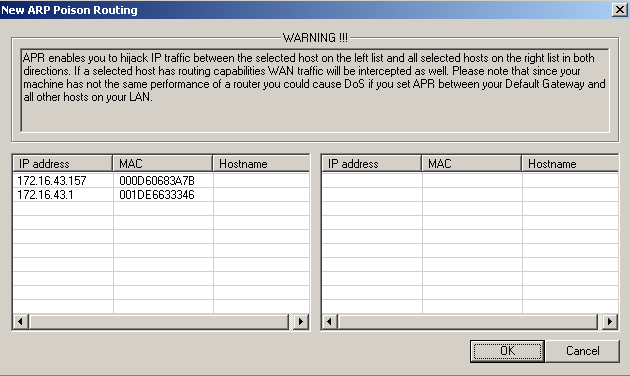 New ARP Poison Routing
WARNING !!!
APR enables you to hijack IP traffic between the selected host on the left list and all selected hosts on the right list in both
directions. If a selected host has routing capabilities WAN traffic will be intercepted as well. Please note that since your
machine has not the same performance of a router you could cause DoS if you set APR between your Default Gateway and
all other hosts on your LAN.
IP address MAC Hostname
172.16.43.157 000D60683A7B
172.16.43.1 001DE6633346
IP address MAC Hostname
OK Cancel